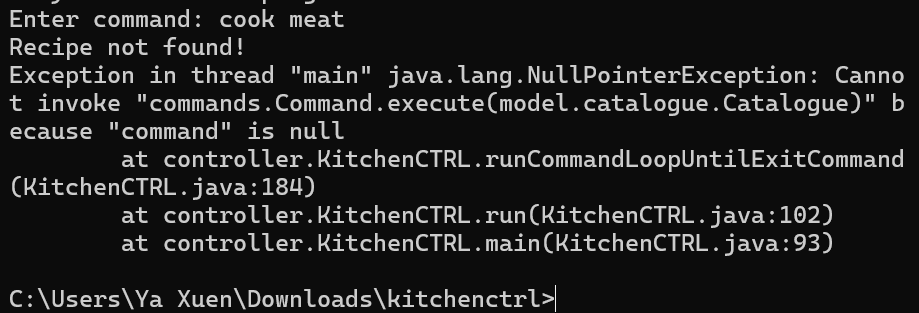 Enter command: cook meat
Recipe not found!
Exception in thread "main" java.lang.NullPointerException: Canno
t invoke "commands.Command.execute(model.catalogue.Catalogue)" b
ecause "command" is null
        at controller.KitchenCTRL.runCommandLoopUntilExitCommand
(KitchenCTRL.java:184)
        at controller.KitchenCTRL.run(KitchenCTRL.java:102)
        at controller.KitchenCTRL.main(KitchenCTRL.java:93)
C:\Users\Ya Xuen\Downloads\kitchenctrl>